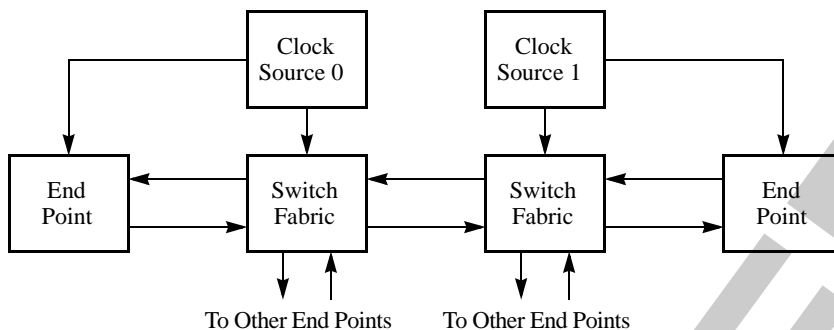 Clock
Source 0
Clock
Source 1
End
Point
Switch
Fabric
Switch
Fabric
End
Point
To Other End Points
To Other End Points